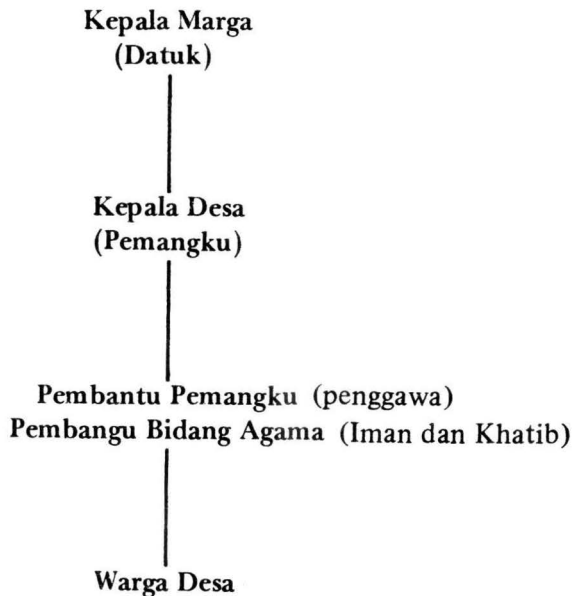 Kepala Marga
(Datuk)
Kepala Desa
(Pemangku)
Pembantu Pemangku (penggawa)
Pembangu Bidang Agama (Iman dan Khatib)
Warga Desa